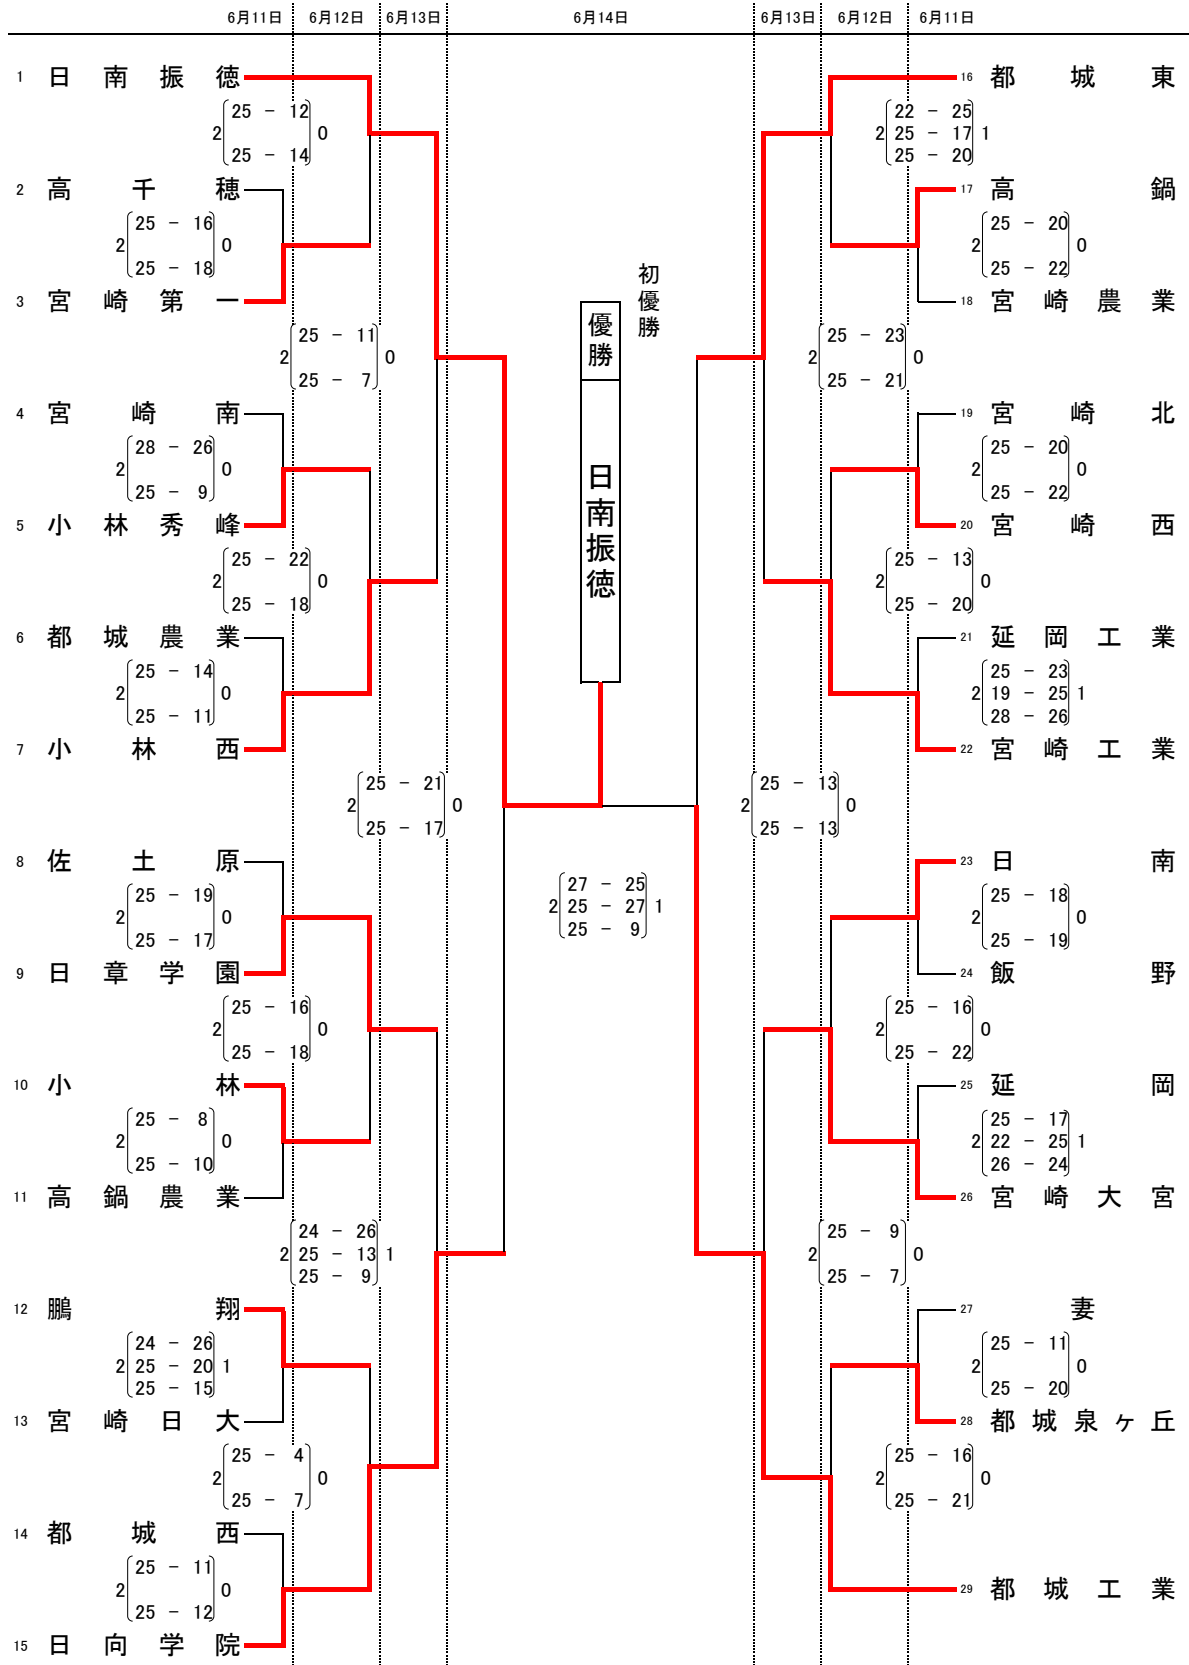 6月11日 6月12日 6月13日 6月14日 6月13日 6月12日 6月11日
1 日南振徳
2 25 - 12 0
25 - 14
2 高千穂
2 25 - 16 0
25 - 18
3 宮崎第一
2 25 - 11 0
25 - 7
4 宮崎南
2 28 - 26 0
25 - 9
5 小林秀峰
2 25 - 22 0
25 - 18
6 都城農業
2 25 - 14 0
25 - 11
7 小林西
2 25 - 21 0
25 - 17
8 佐土原
2 25 - 19 0
25 - 17
9 日章学園
2 25 - 16 0
25 - 18
10 小林
2 25 - 8 0
25 - 10
11 高鍋農業
24 - 26
2 25 - 13 1
25 - 9
12 鵬翔
24 - 26
2 25 - 20 1
25 - 15
13 宮崎日大
2 25 - 4 0
25 - 7
14 都城西
2 25 - 11 0
25 - 12
15 日向学院
初優勝
優勝
日南振徳
27 - 25
2 25 - 27 1
25 - 9
16 都城東
22 - 25
2 25 - 17 1
25 - 20
17 高鍋
2 25 - 20 0
25 - 22
18 宮崎農業
2 25 - 23 0
25 - 21
19 宮崎北
2 25 - 20 0
25 - 22
20 宮崎西
2 25 - 13 0
25 - 20
21 延岡工業
25 - 23
2 19 - 25 1
28 - 26
22 宮崎工業
2 25 - 13 0
25 - 13
23 日南
2 25 - 18 0
25 - 19
24 飯野
2 25 - 16 0
25 - 22
25 延岡
25 - 17
2 22 - 25 1
26 - 24
26 宮崎大宮
2 25 - 9 0
25 - 7
27 妻
2 25 - 11 0
25 - 20
28 都城泉ヶ丘
2 25 - 16 0
25 - 21
29 都城工業